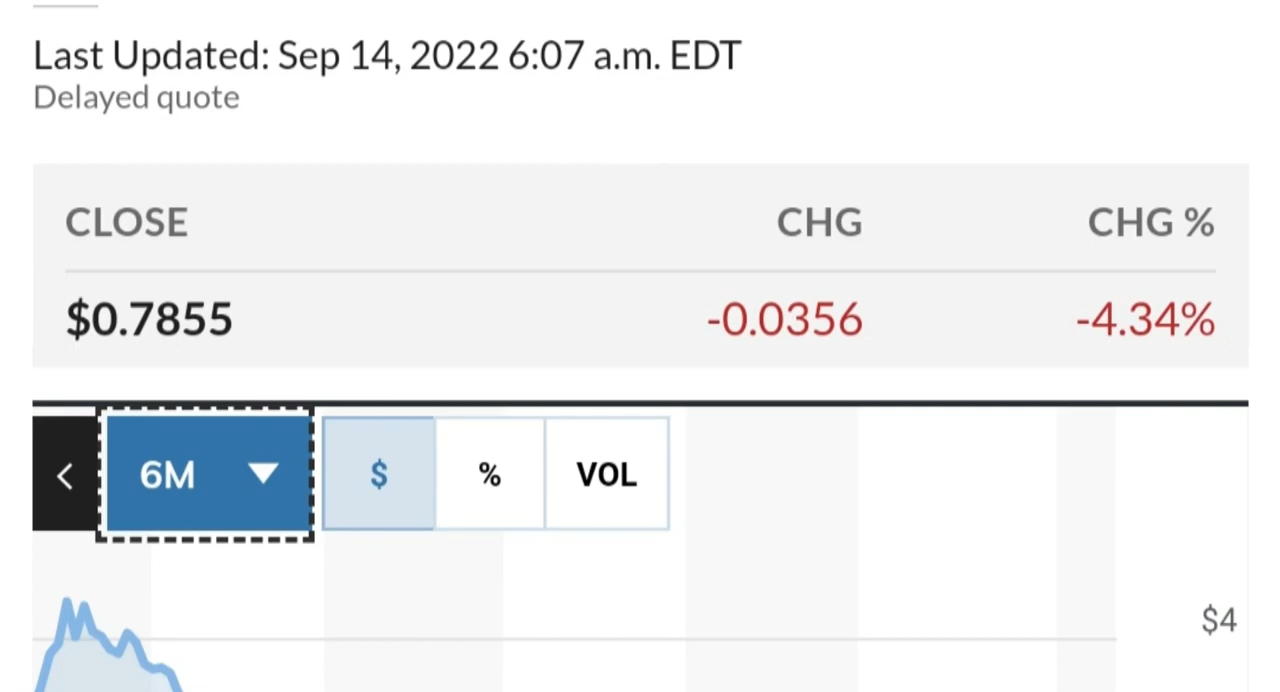 Last Updated: Sep 14, 2022 6:07 a.m. EDT
Delayed quote
CLOSE CHG CHG %
$0.7855 -0.0356 -4.34%
6M $ % VOL
$4